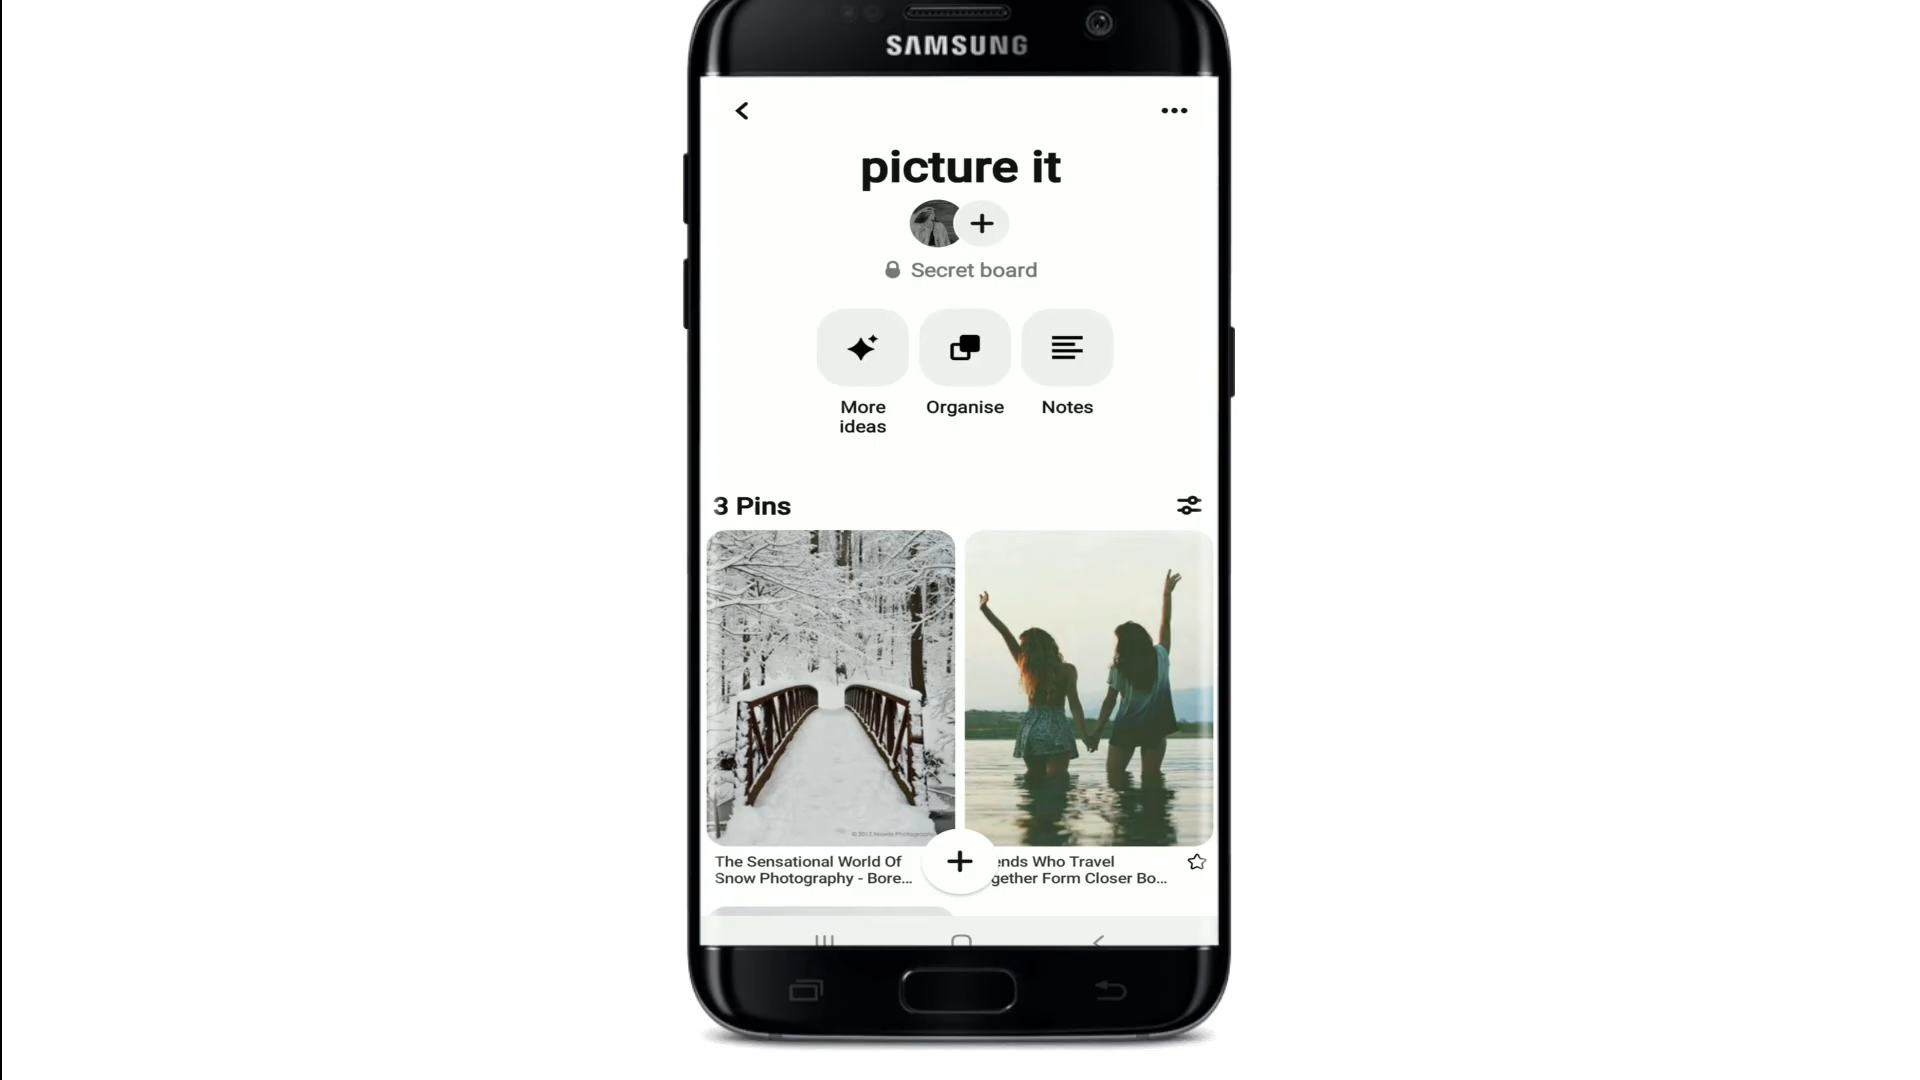 SAMSUNG
picture it
Secret board
More
ideas
Organise
Notes
3 Pins
The Sensational World Of
Snow Photography - Bore...
ends Who Travel
gether Form Closer Bo...